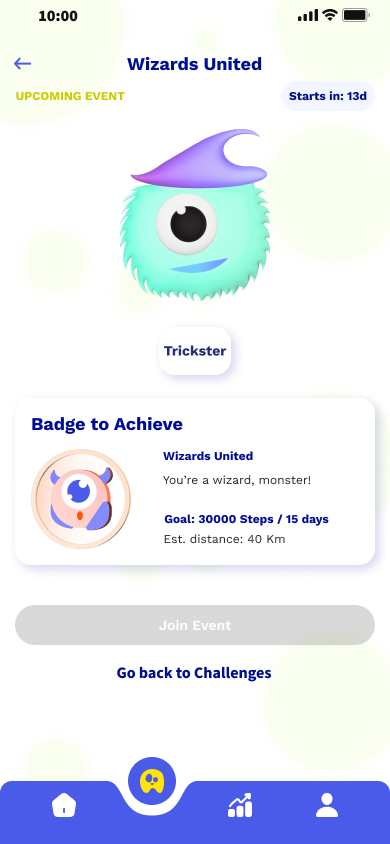 10:00
Wizards United
UPCOMING EVENT
Starts in: 13d
Trickster
Badge to Achieve
Wizards United
You’re a wizard, monster!
Goal: 30000 Steps / 15 days
Est. distance: 40 Km
Join Event
Go back to Challenges